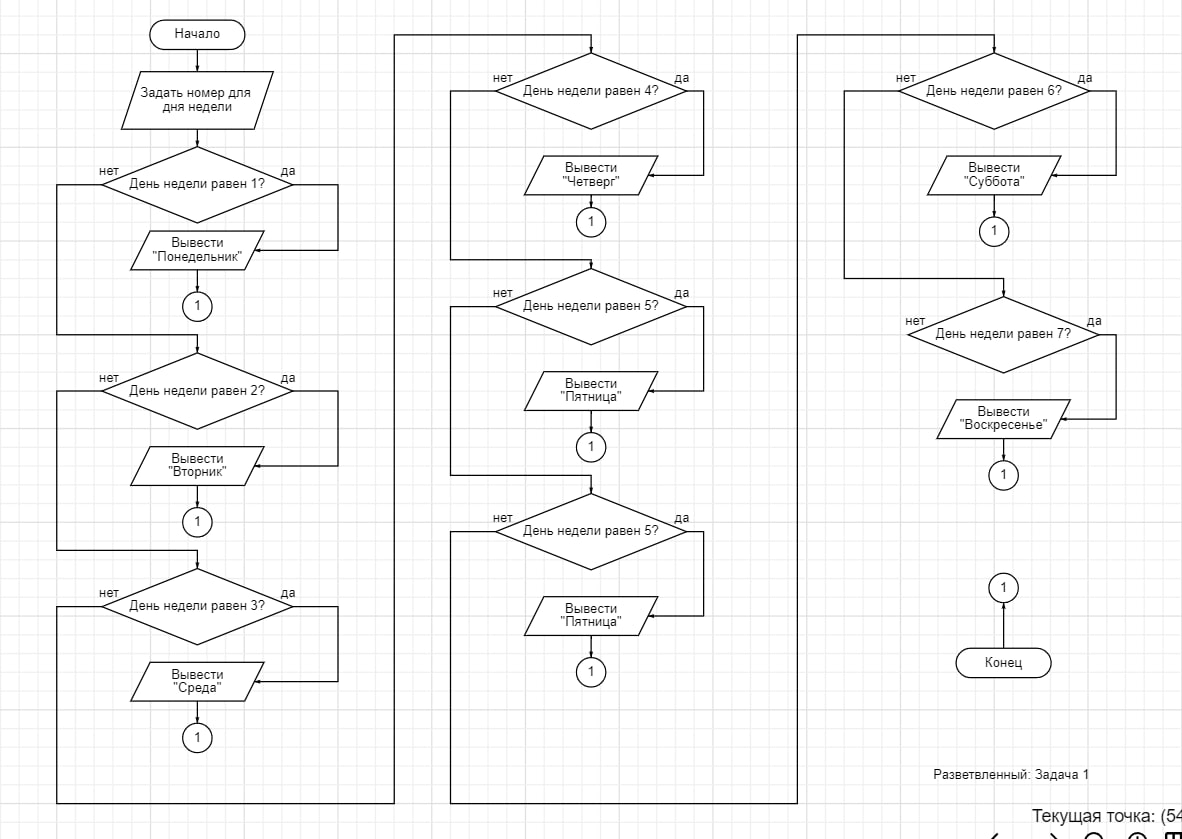 Начало
Задать номер для
дня недели
нет
да
День недели равен 1?
Вывести
"Понедельник"
1
нет
да
День недели равен 2?
Вывести
"Вторник"
1
нет
да
День недели равен 3?
Вывести
"Среда"
1
нет
да
День недели равен 4?
Вывести
"Четверг"
1
нет
да
День недели равен 5?
Вывести
"Пятница"
1
нет
да
День недели равен 5?
Вывести
"Пятница"
1
нет
да
День недели равен 6?
Вывести
"Суббота"
1
нет
да
День недели равен 7?
Вывести
"Воскресенье"
1
1
Конец
Разветвленный: Задача 1
Текущая точка: (54